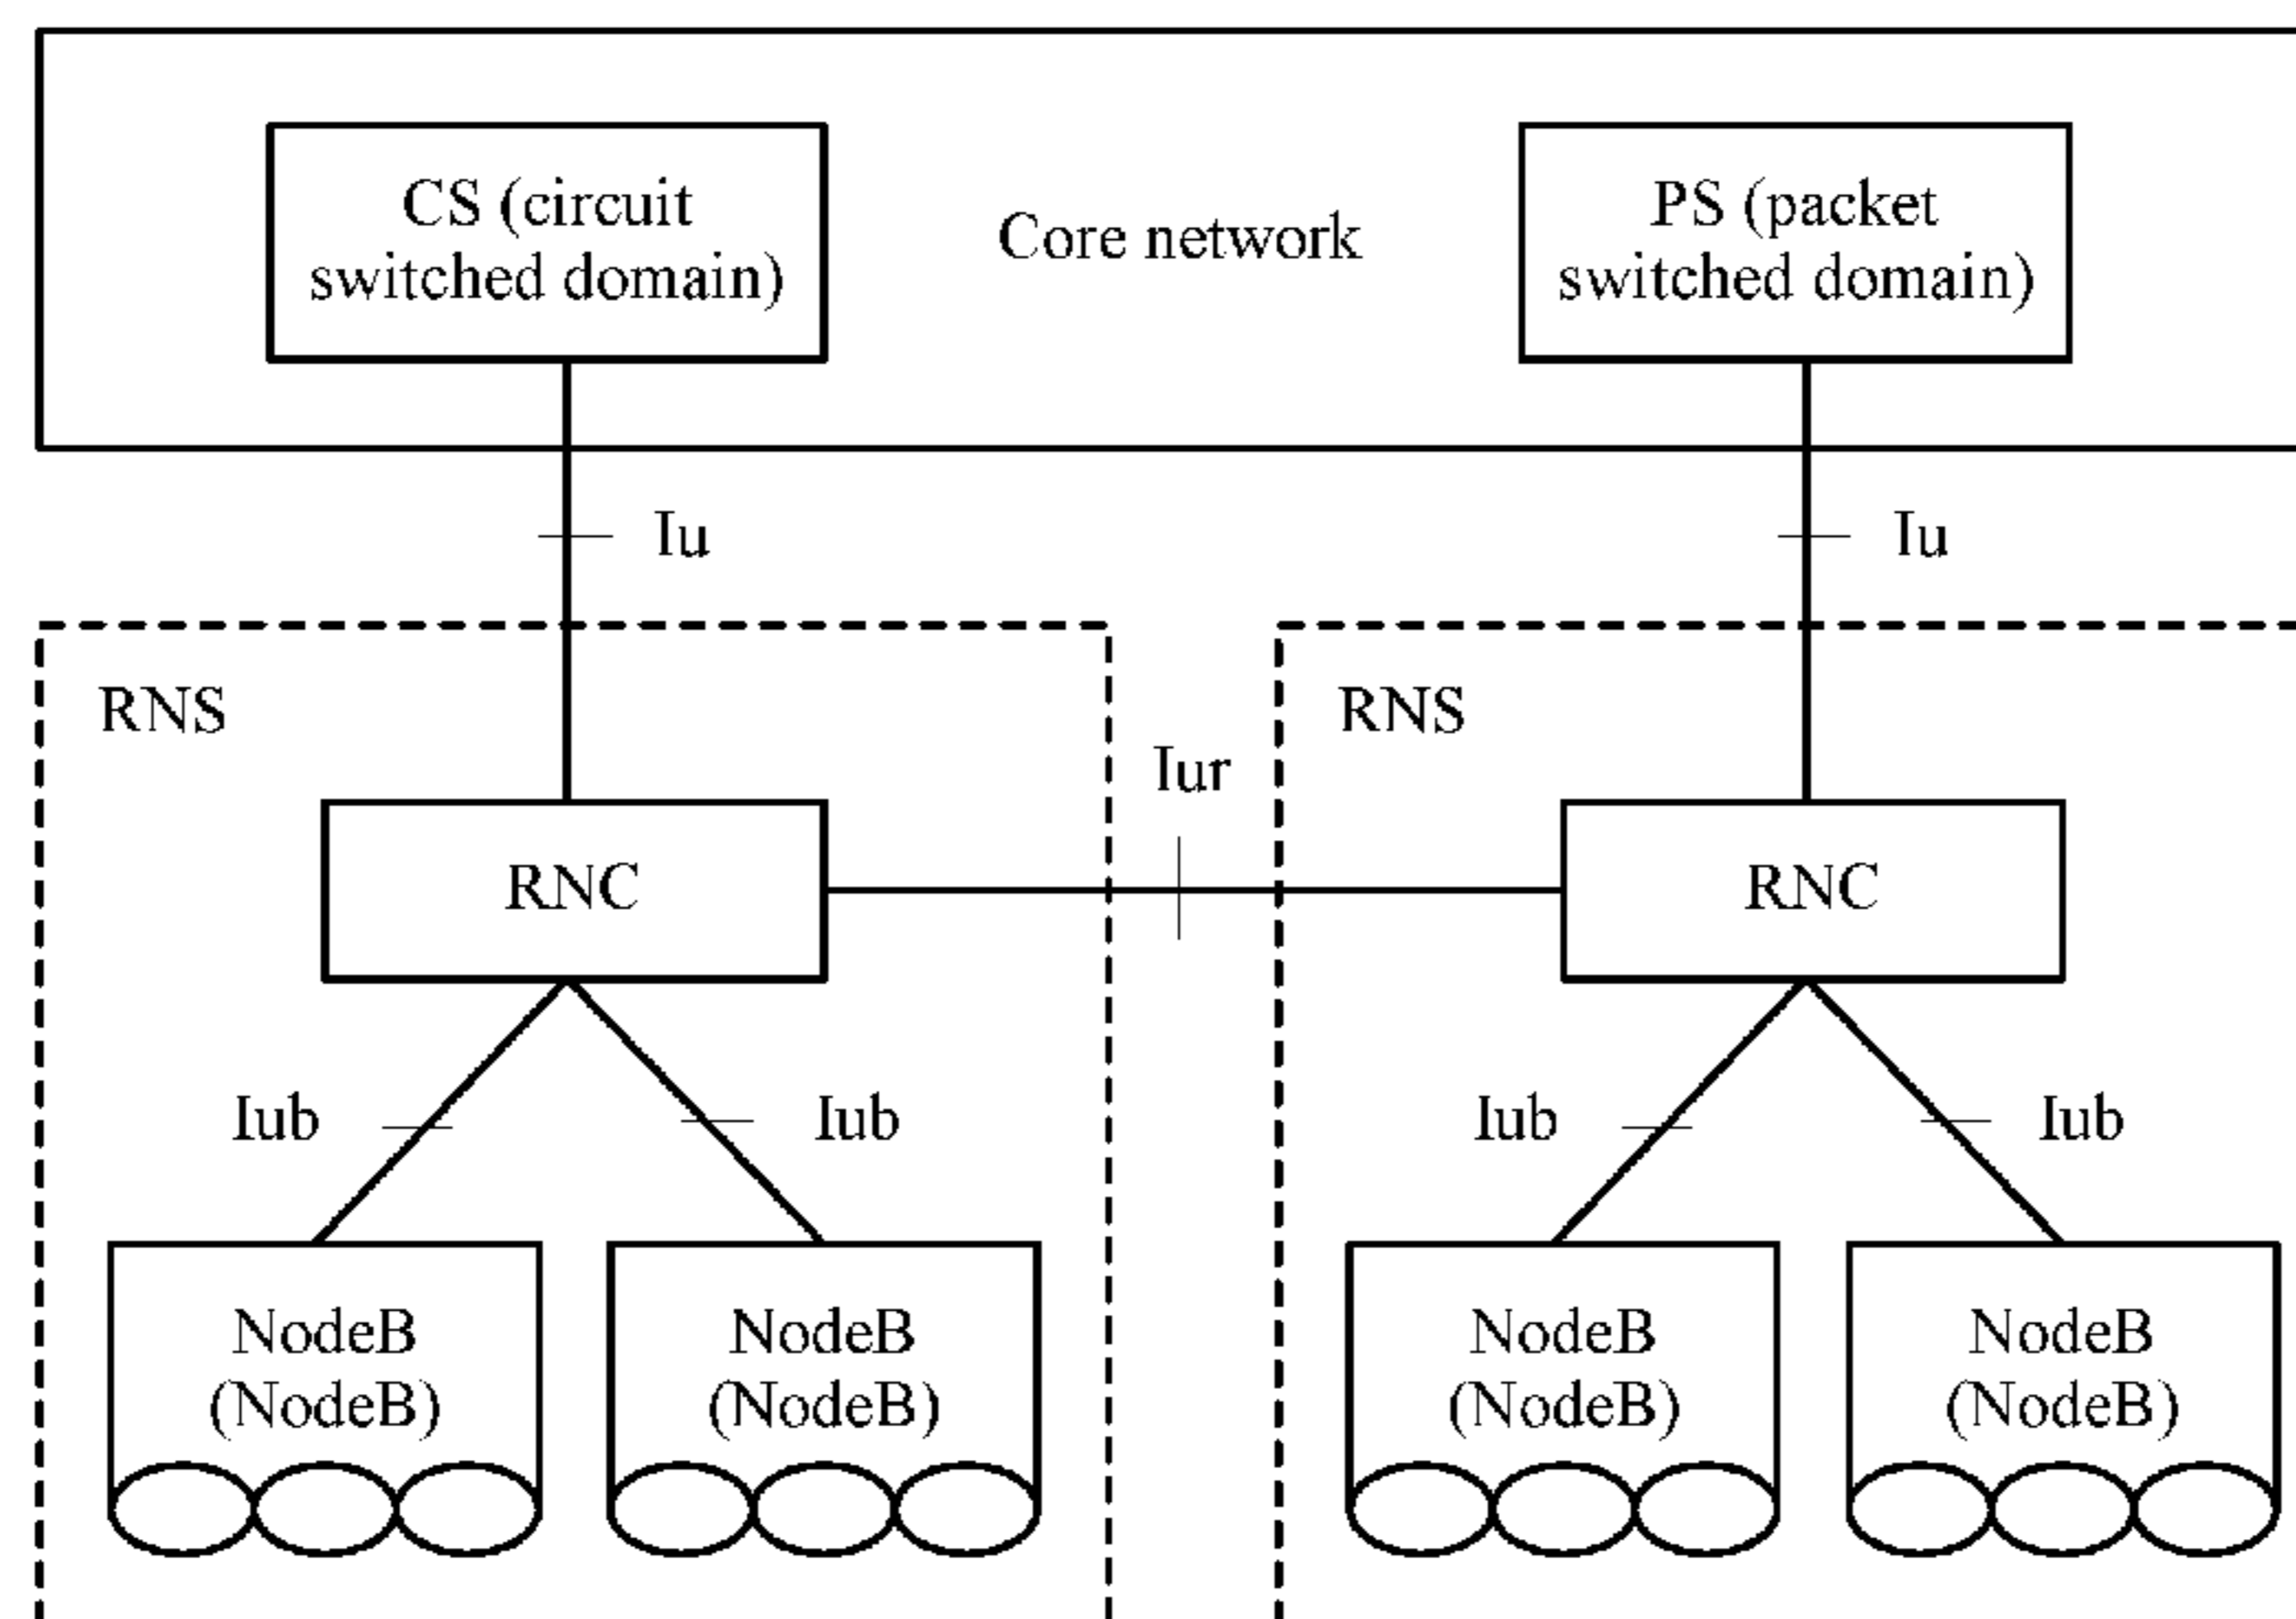 CS (circuit
switched domain)
Core network
PS (packet
switched domain)
Iu
Iu
RNS
RNS
Iur
RNC
RNC
Iub
Iub
Iub
Iub
NodeB
(NodeB)
NodeB
(NodeB)
NodeB
(NodeB)
NodeB
(NodeB)